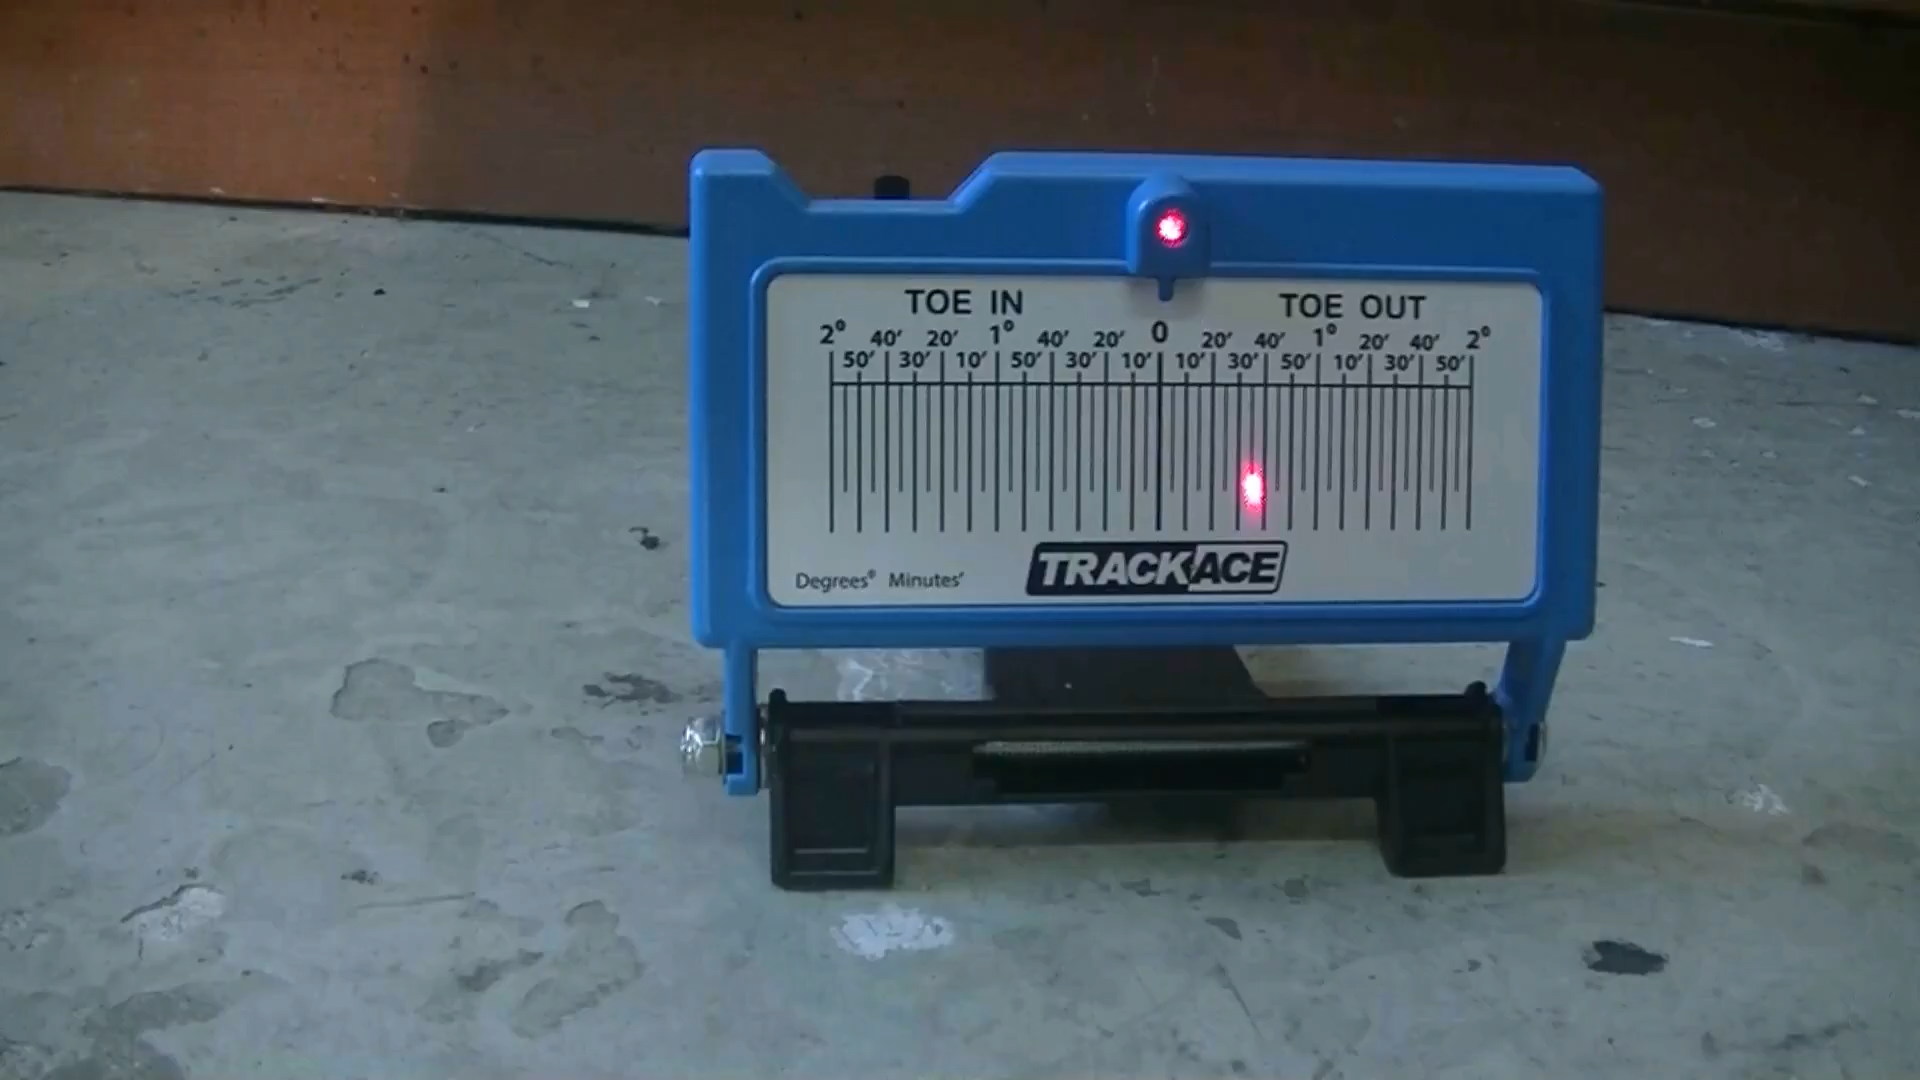 TOE IN TOE OUT
2° 40′ 20′ 1° 40′ 20′ 0 20′ 40′ 1° 20′ 40′ 2°
50′ 30′ 10′ 50′ 30′ 10′ 10′ 30′ 50′ 10′ 30′ 50′
TRACKACE
Degrees° Minutes′